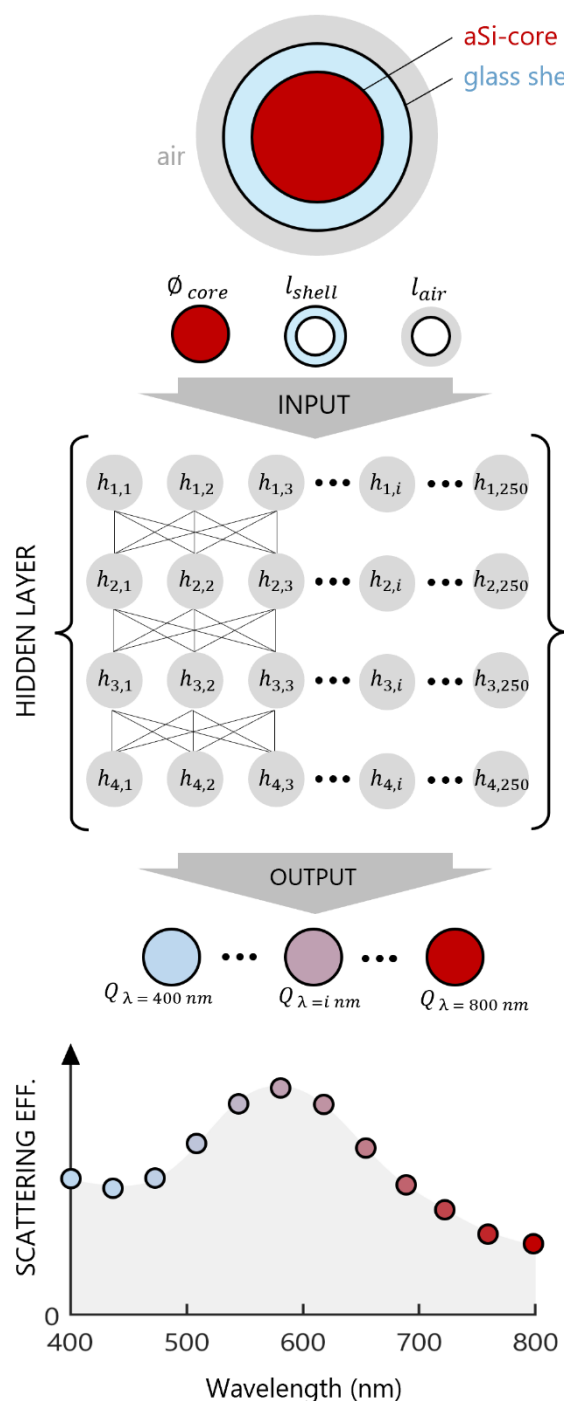 aSi-core
glass she
air
∅core lshell lair
INPUT
HIDDEN LAYER
h1,1 h1,2 h1,3 ••• h1,i ••• h1,250
h2,1 h2,2 h2,3 ••• h2,i ••• h2,250
h3,1 h3,2 h3,3 ••• h3,i ••• h3,250
h4,1 h4,2 h4,3 ••• h4,i ••• h4,250
OUTPUT
Q λ = 400 nm ••• Q λ=i nm ••• Q λ = 800 nm
SCATTERING EFF.
0
400 500 600 700 800
Wavelength (nm)